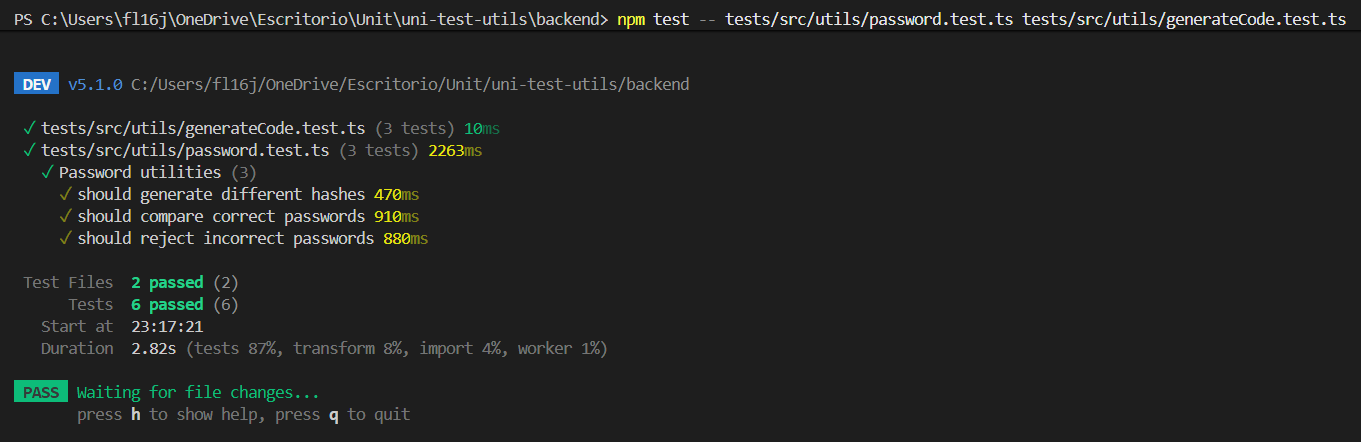 PS C:\Users\fl16j\OneDrive\Escritorio\Unit\uni-test-utils\backend> npm test -- tests/src/utils/password.test.ts tests/src/utils/generateCode.test.ts
DEV v5.1.0 C:/Users/fl16j/OneDrive/Escritorio/Unit/uni-test-utils/backend
✓ tests/src/utils/generateCode.test.ts (3 tests) 10ms
✓ tests/src/utils/password.test.ts (3 tests) 2263ms
✓ Password utilities (3)
✓ should generate different hashes 470ms
✓ should compare correct passwords 910ms
✓ should reject incorrect passwords 880ms
Test Files 2 passed (2)
Tests 6 passed (6)
Start at 23:17:21
Duration 2.82s (tests 87%, transform 8%, import 4%, worker 1%)
PASS Waiting for file changes...
press h to show help, press q to quit